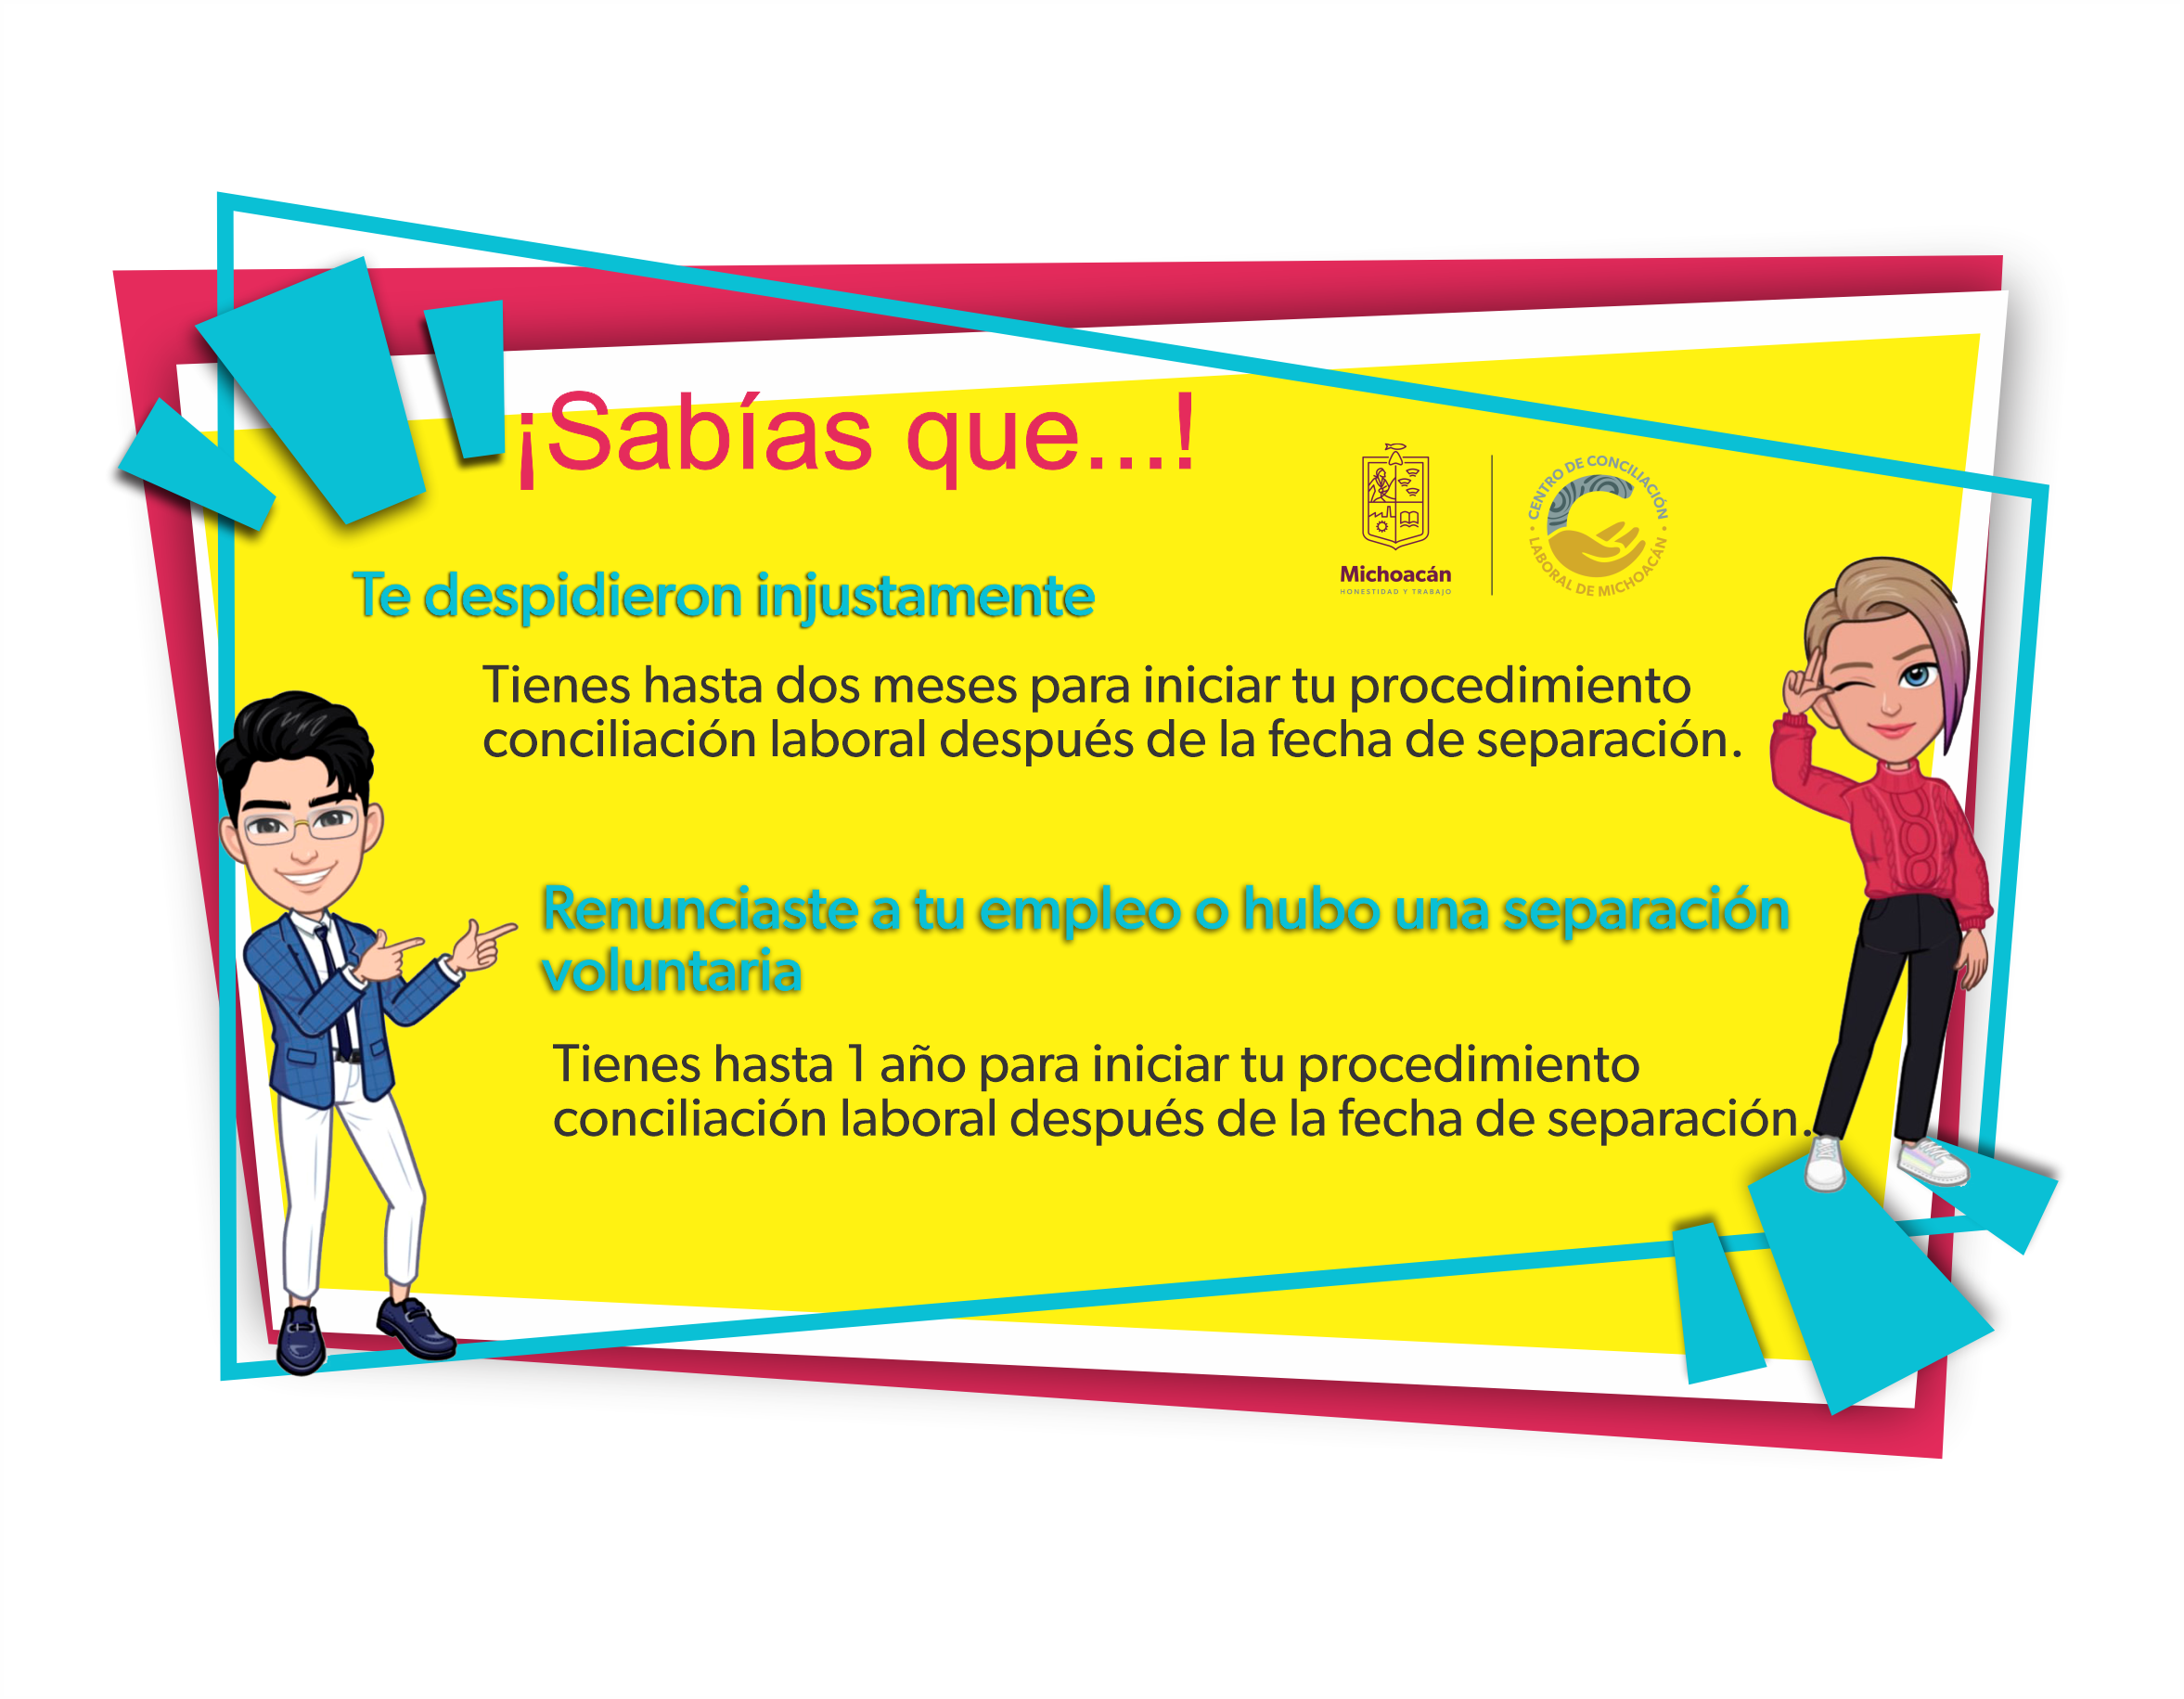 ¡Sabías que...!
Michoacán
HONESTIDAD Y TRABAJO
CENTRO DE CONCILIACIÓN
LABORAL DE MICHOACÁN
Te despidieron injustamente
Tienes hasta dos meses para iniciar tu procedimiento
conciliación laboral después de la fecha de separación.
Renunciaste a tu empleo o hubo una separación
voluntaria
Tienes hasta 1 año para iniciar tu procedimiento
conciliación laboral después de la fecha de separación.